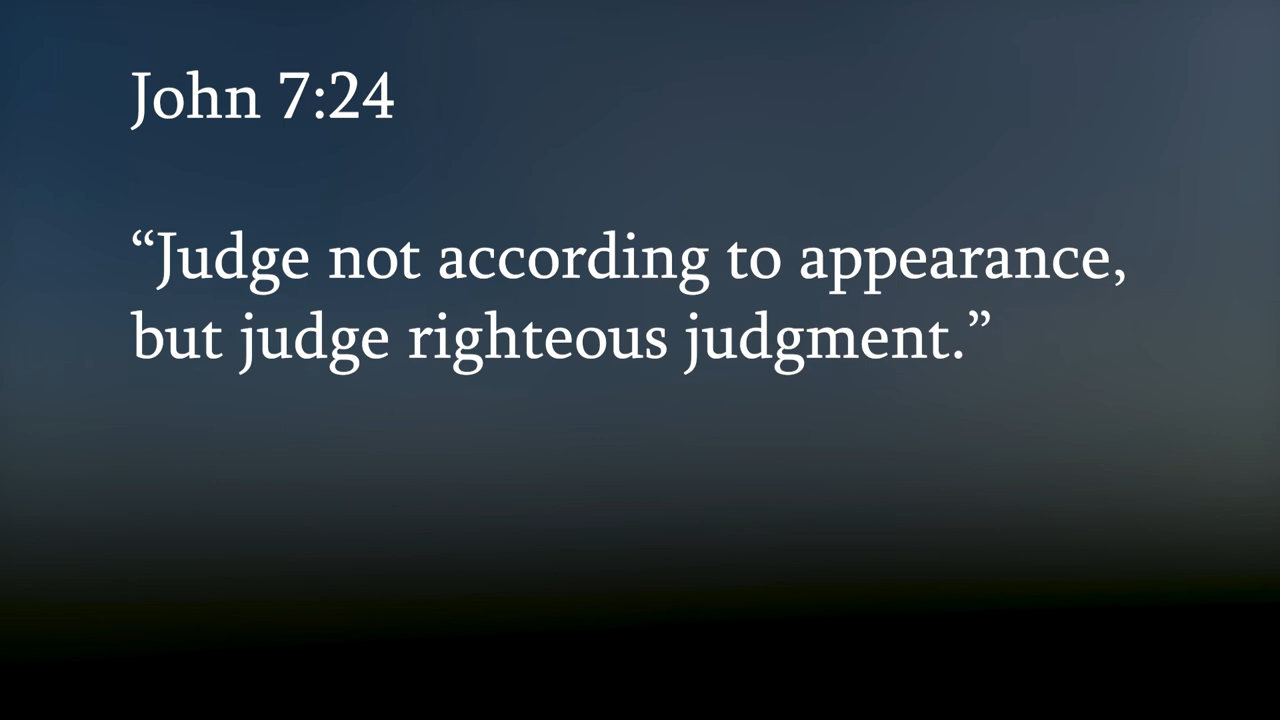 John 7:24
“Judge not according to appearance,
but judge righteous judgment.”